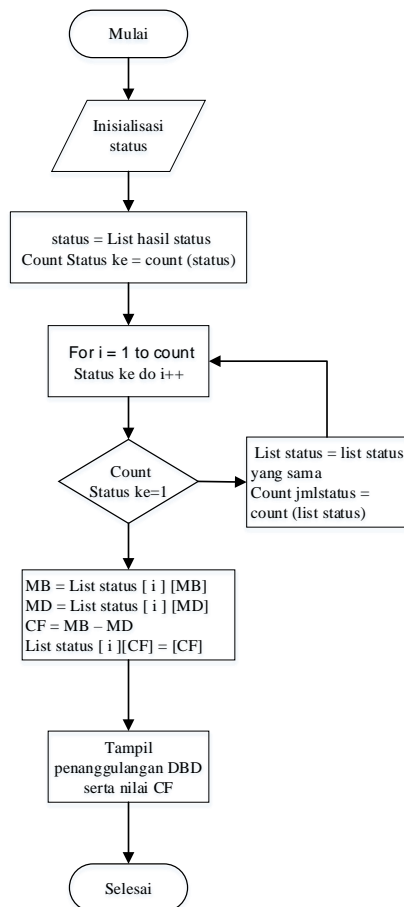 Mulai
Inisialisasi
status
status = List hasil status
Count Status ke = count (status)
For i = 1 to count
Status ke do i++
Count
Status ke=1
List status = list status
yang sama
Count jmlstatus =
count (list status)
MB = List status [ i ] [MB]
MD = List status [ i ] [MD]
CF = MB – MD
List status [ i ][CF] = [CF]
Tampil
penanggulangan DBD
serta nilai CF
Selesai